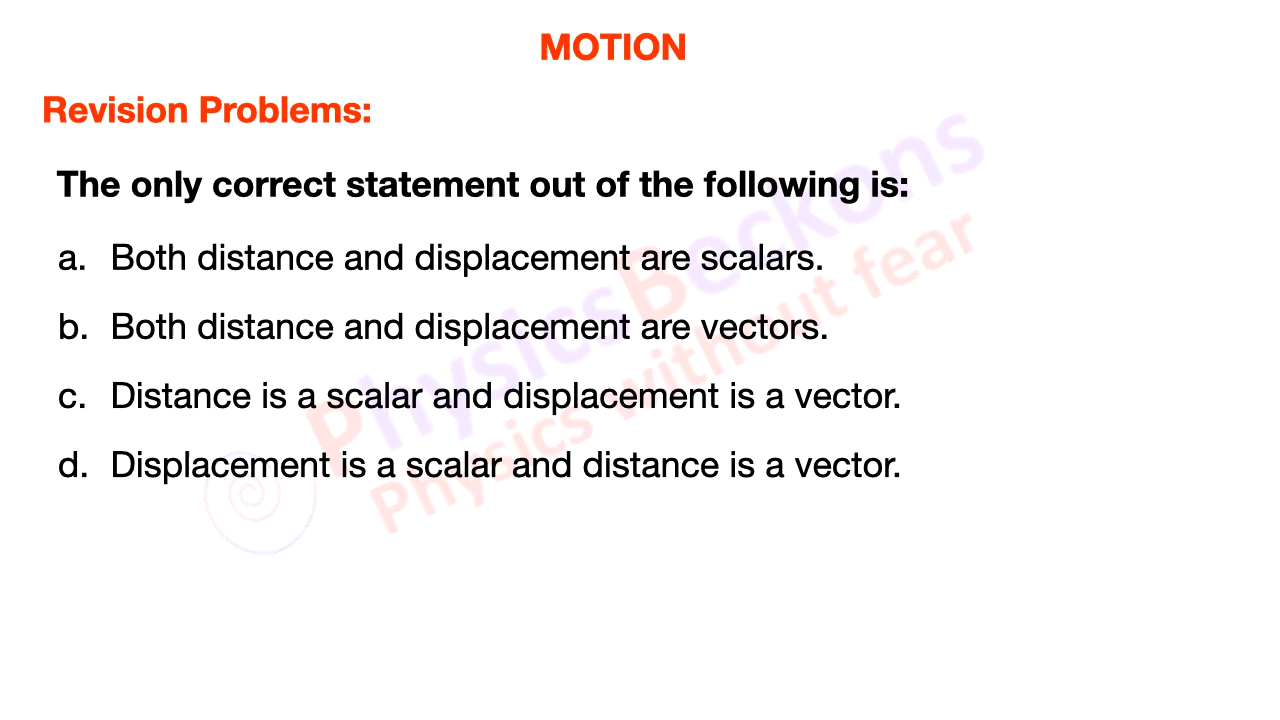 MOTION
Revision Problems:
The only correct statement out of the following is:
a. Both distance and displacement are scalars.
b. Both distance and displacement are vectors.
c. Distance is a scalar and displacement is a vector.
d. Displacement is a scalar and distance is a vector.
PhysicsBeckons
Physics without fear